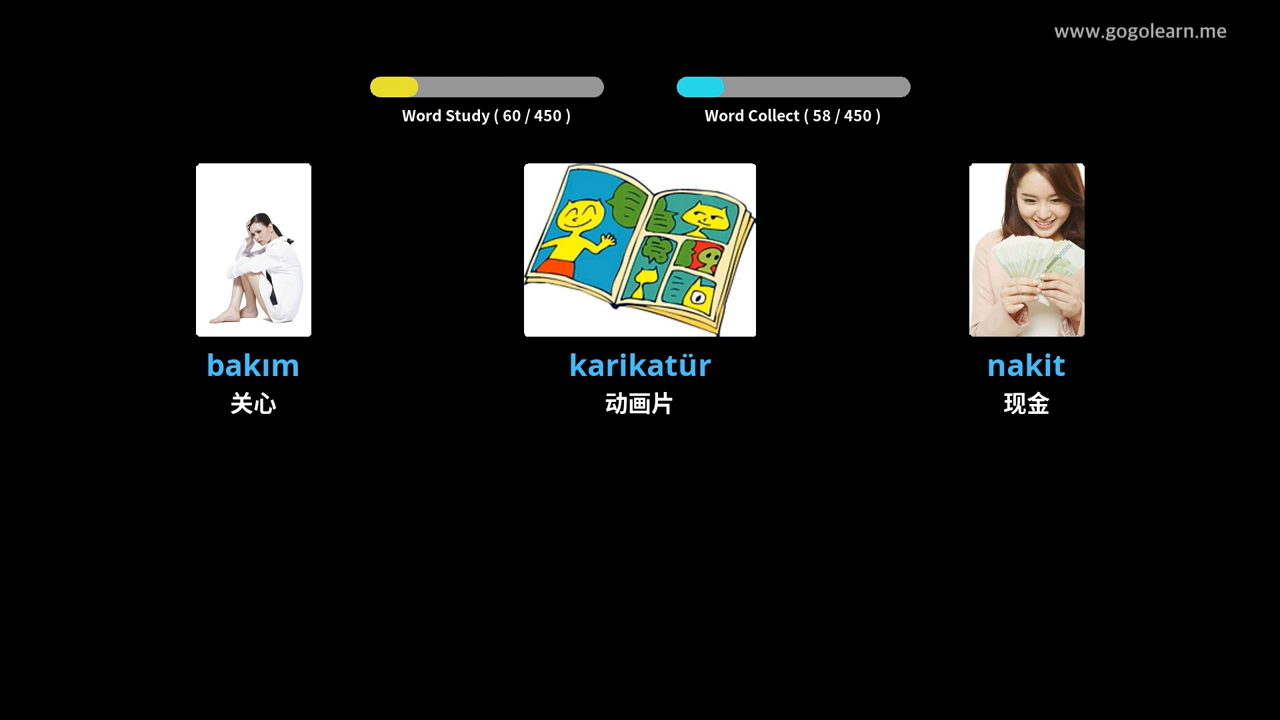 www.gogolearn.me
Word Study ( 60 / 450 )
Word Collect ( 58 / 450 )
bakım
karikatür
nakit
关心
动画片
现金